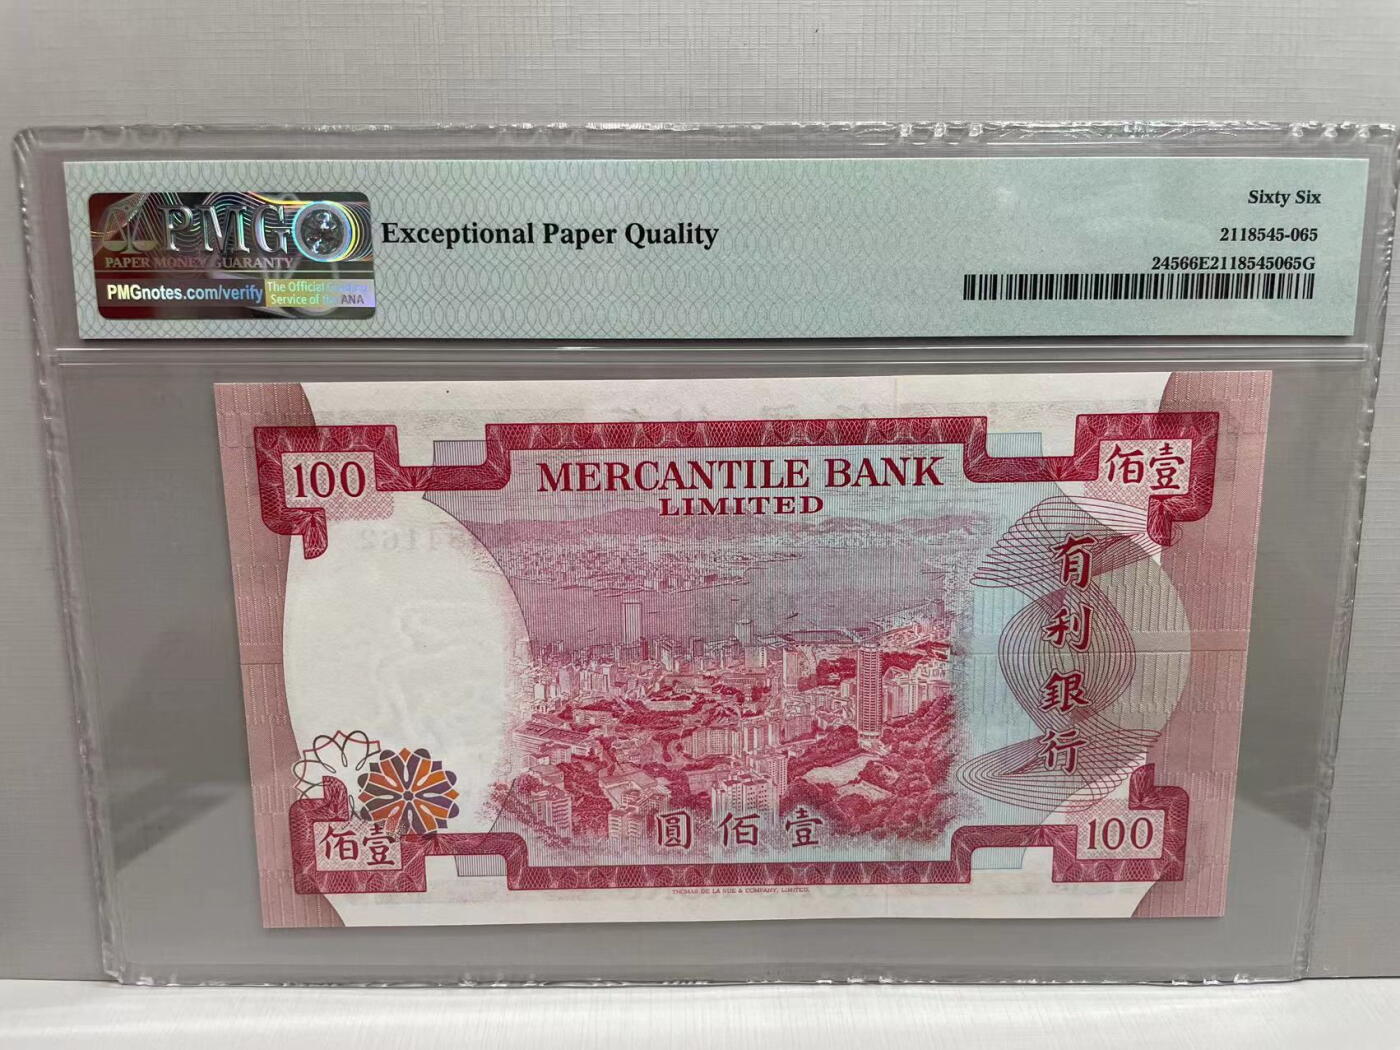 PMG
PAPER MONEY GUARANTY
PMGnotes.com/verify
The Official Grading
Service of the ANA
Exceptional Paper Quality
Sixty Six
2118545-065
24566E2118545065G
100
MERCANTILE BANK
LIMITED
佰壹
有利銀行
圓佰壹
佰壹
100
THOMAS DE LA RUE & COMPANY, LIMITED.